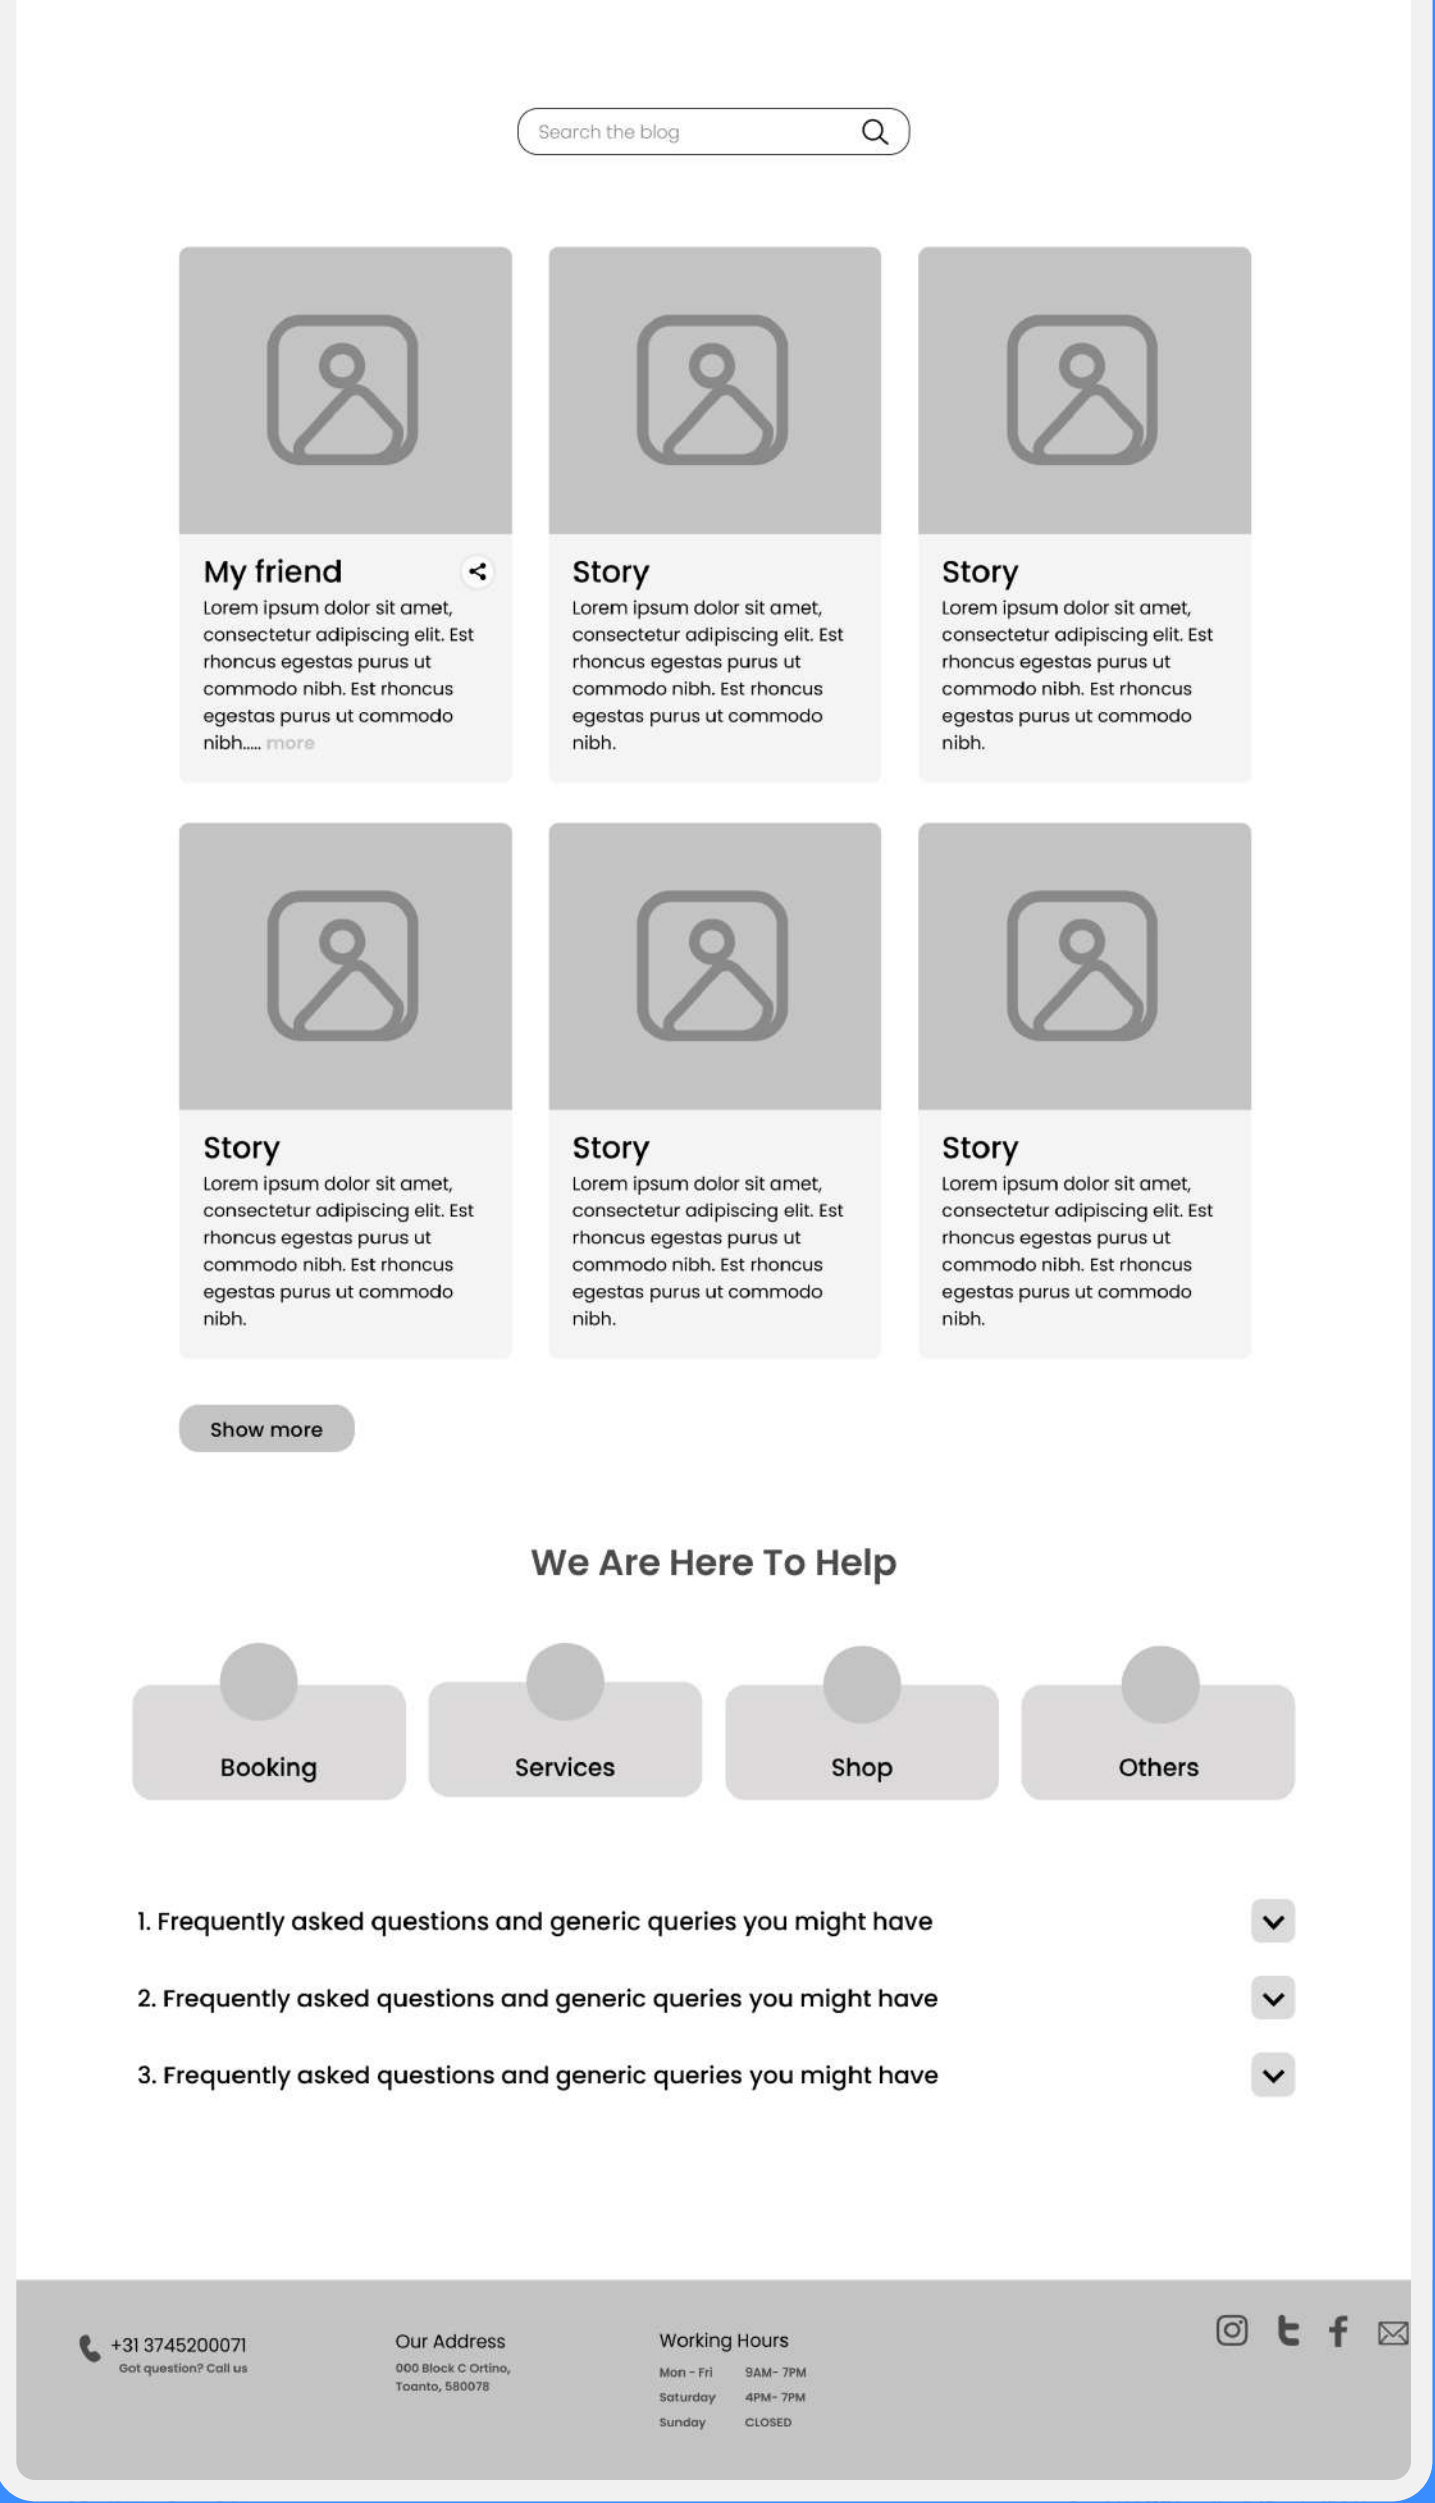 Search the blog
My friend
Lorem ipsum dolor sit amet,
consectetur adipiscing elit. Est
rhoncus egestas purus ut
commodo nibh. Est rhoncus
egestas purus ut commodo
nibh..... more
Story
Lorem ipsum dolor sit amet,
consectetur adipiscing elit. Est
rhoncus egestas purus ut
commodo nibh. Est rhoncus
egestas purus ut commodo
nibh.
Story
Lorem ipsum dolor sit amet,
consectetur adipiscing elit. Est
rhoncus egestas purus ut
commodo nibh. Est rhoncus
egestas purus ut commodo
nibh.
Story
Lorem ipsum dolor sit amet,
consectetur adipiscing elit. Est
rhoncus egestas purus ut
commodo nibh. Est rhoncus
egestas purus ut commodo
nibh.
Story
Lorem ipsum dolor sit amet,
consectetur adipiscing elit. Est
rhoncus egestas purus ut
commodo nibh. Est rhoncus
egestas purus ut commodo
nibh.
Story
Lorem ipsum dolor sit amet,
consectetur adipiscing elit. Est
rhoncus egestas purus ut
commodo nibh. Est rhoncus
egestas purus ut commodo
nibh.
Show more
We Are Here To Help
Booking
Services
Shop
Others
1. Frequently asked questions and generic queries you might have
2. Frequently asked questions and generic queries you might have
3. Frequently asked questions and generic queries you might have
+31 3745200071
Got question? Call us
Our Address
000 Block C Ortino,
Toanto, 580078
Working Hours
Mon - Fri 9AM- 7PM
Saturday 4PM- 7PM
Sunday CLOSED